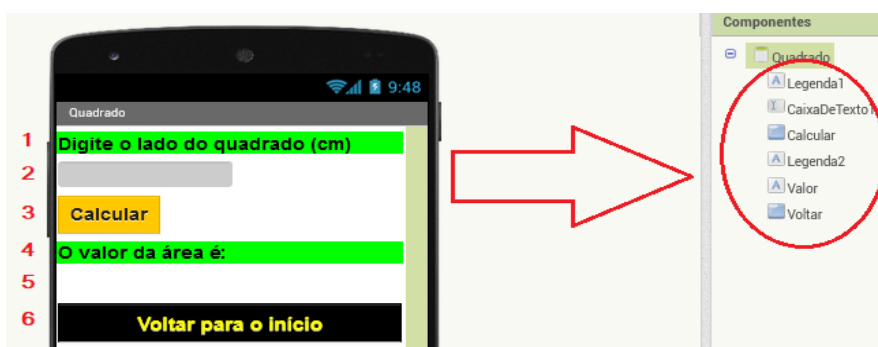 9:48
Quadrado
1 Digite o lado do quadrado (cm)
2
3 Calcular
4 O valor da área é:
5
6 Voltar para o início
Componentes
Quadrado
A Legenda1
CaixaDeTexto1
Calcular
A Legenda2
A Valor
Voltar